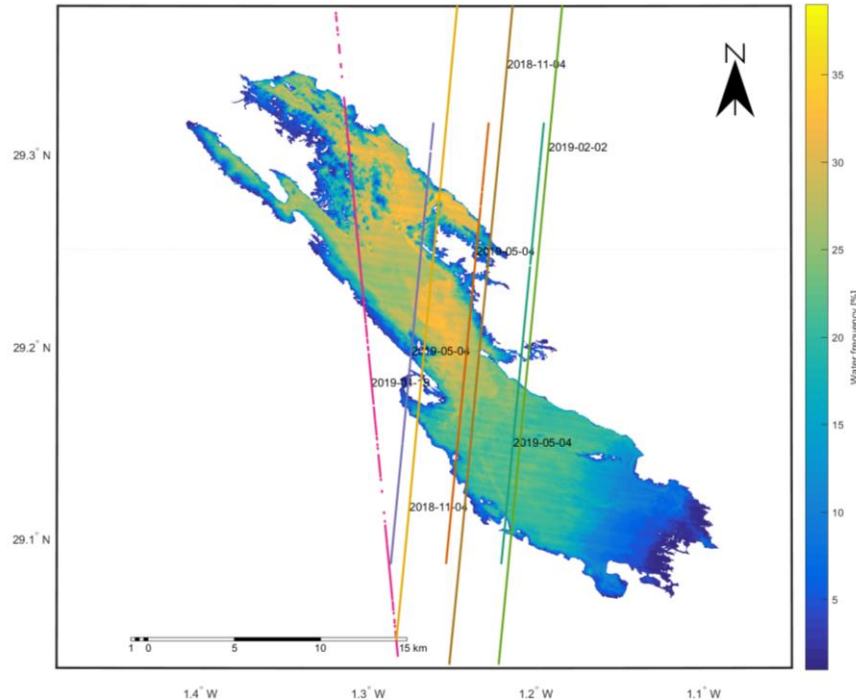 N
2018-11-04
2019-02-02
2019-05-04
2019-05-04
2019-05-04
2018-11-04
29.3° N
29.2° N
29.1° N
1 0 5 10 15 km
1.4° W 1.3° W 1.2° W 1.1° W
35
30
25
20
15
10
5
Water frequency [%]